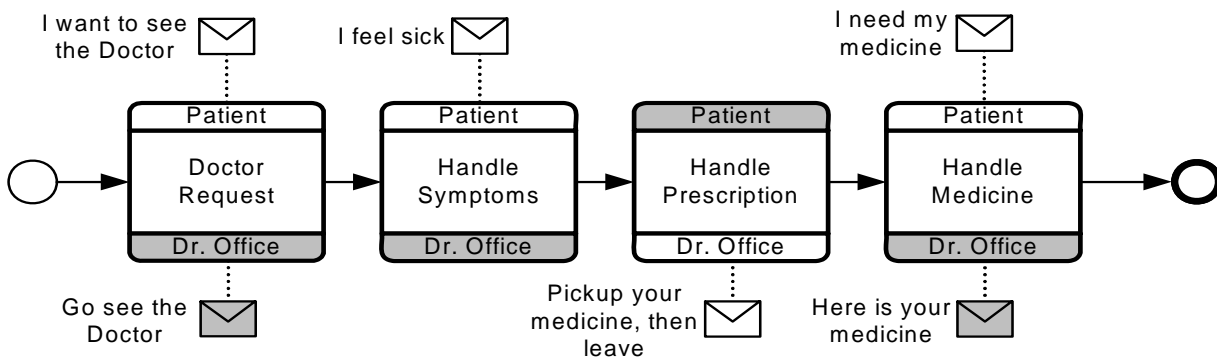 I want to see
the Doctor
I feel sick
I need my
medicine
Patient
Patient
Patient
Patient
Doctor
Request
Handle
Symptoms
Handle
Prescription
Handle
Medicine
Dr. Office
Dr. Office
Dr. Office
Dr. Office
Go see the
Doctor
Pickup your
medicine, then
leave
Here is your
medicine